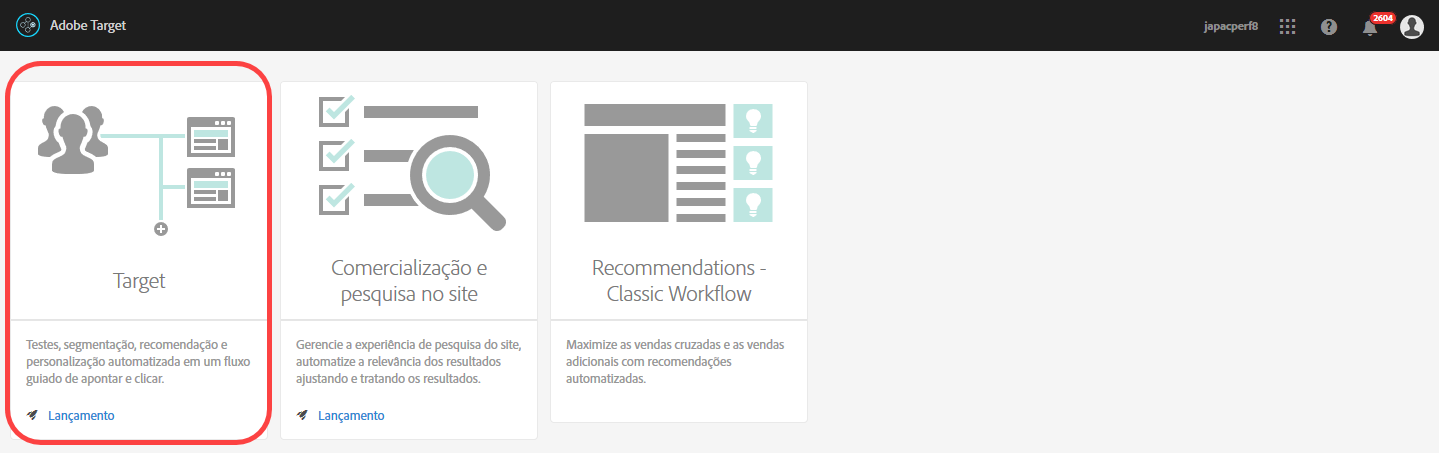 Adobe Target
japacperf8
2604
Target
Testes, segmentação, recomendação e
personalização automatizada em um fluxo
guiado de apontar e clicar.
Lançamento
Comercialização e
pesquisa no site
Gerencie a experiência de pesquisa do site,
automatize a relevância dos resultados
ajustando e tratando os resultados.
Lançamento
Recommendations -
Classic Workflow
Maximize as vendas cruzadas e as vendas
adicionais com recomendações
automatizadas.